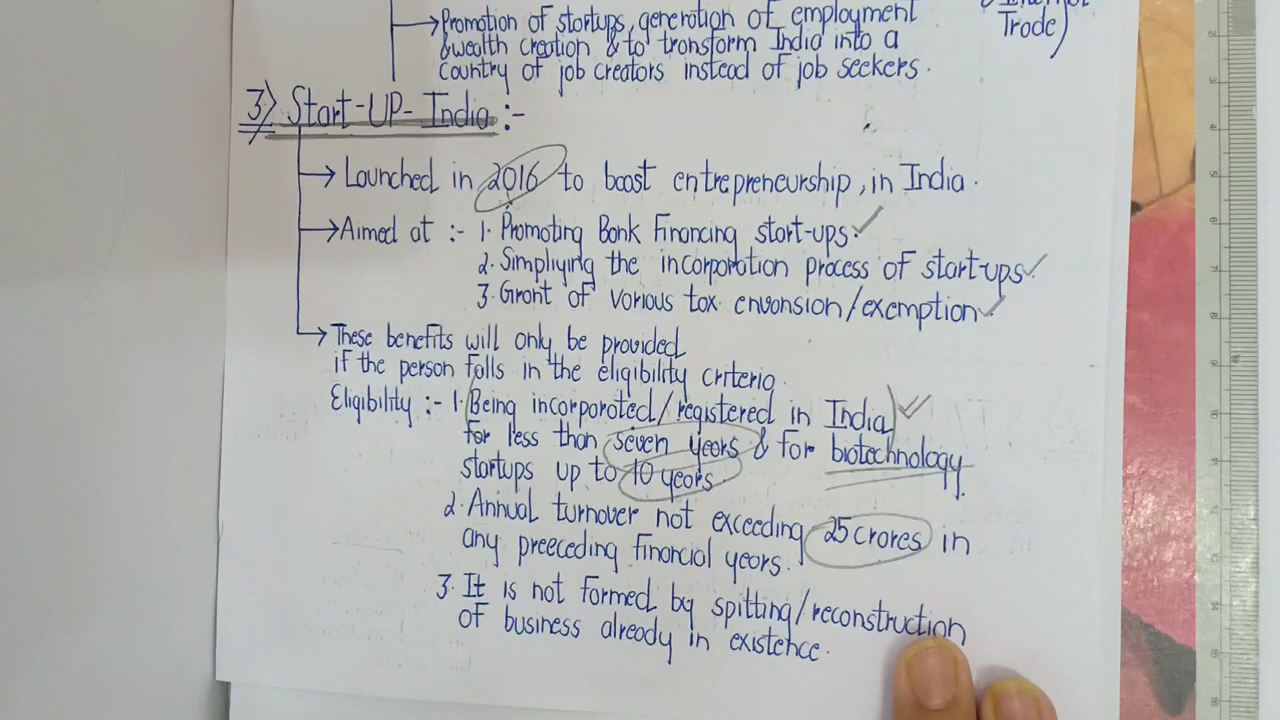 →Promotion of startups, generation of employment
&wealth creation & to transform India into a
Trade)
Country of job creators instead of job seekers.
3) Start-UP-India :-
→ Launched in 2016 to boost entrepreneurship, in India.
→ Aimed at :- 1. Promoting Bank Financing start-ups.
2. Simpliying the incorporation process of start-ups
3. Grant of various tax envansion/exemption
→ These benefits will only be provided
if the person falls in the eligibility criteria.
Eligibility :- 1. Being incorporated/registered in India
for less than seven years & for biotechnology
startups up to 10 years.
2. Annual turnover not exceeding 25 crores in
any preeceding financial years.
3. It is not formed by spitting/reconstruction
of business already in existence.